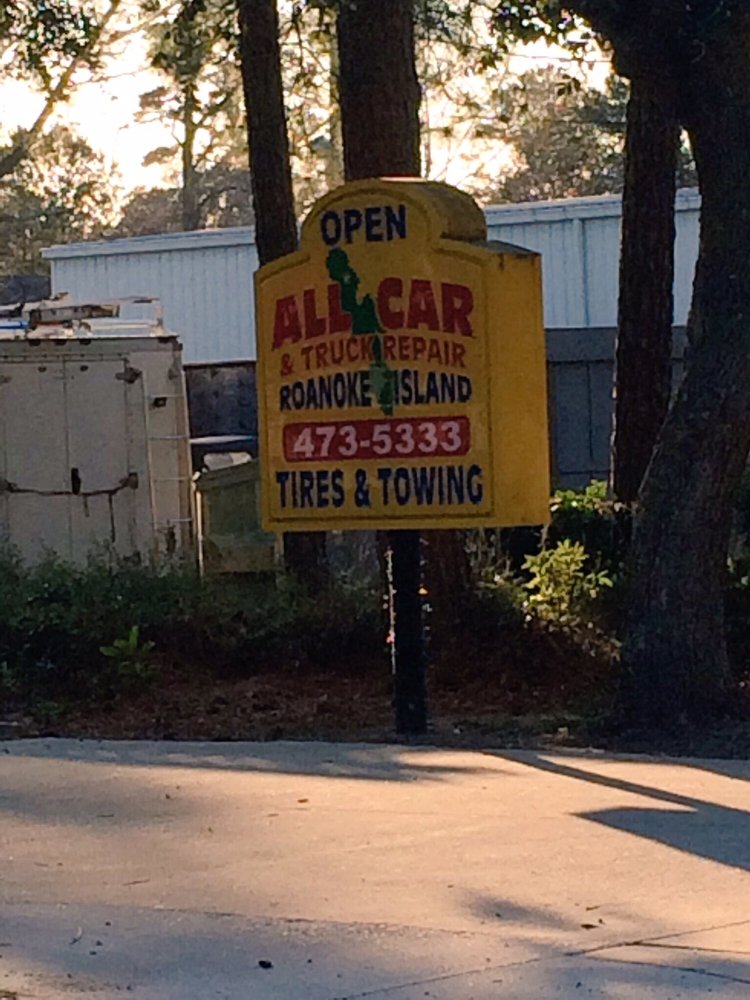 OPEN
ALL CAR
& TRUCK REPAIR
ROANOKE ISLAND
473-5333
TIRES & TOWING